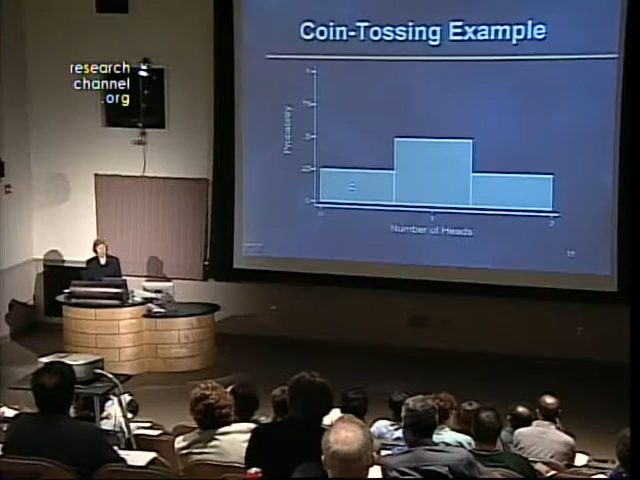 Coin-Tossing Example
research
channel
.org
Probability
Number of Heads